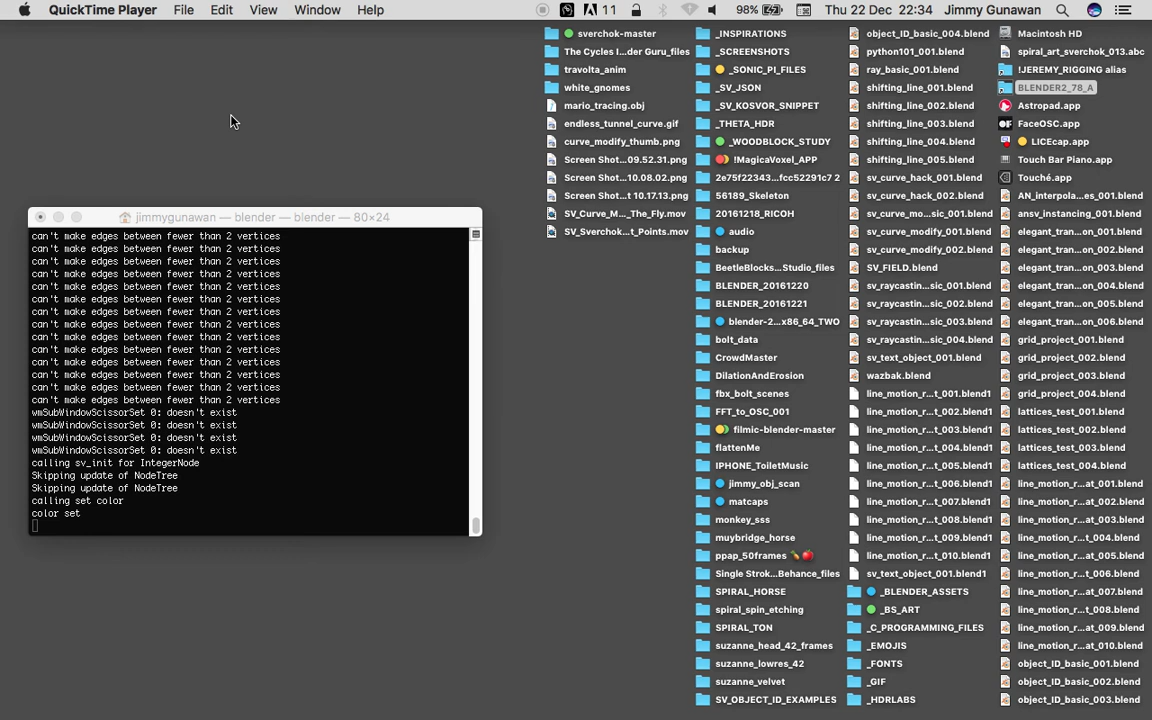 QuickTime Player File Edit View Window Help 11 98% Thu 22 Dec 22:34 Jimmy Gunawan
jimmygunawan — blender — blender — 80×24
can't make edges between fewer than 2 vertices
can't make edges between fewer than 2 vertices
can't make edges between fewer than 2 vertices
can't make edges between fewer than 2 vertices
can't make edges between fewer than 2 vertices
can't make edges between fewer than 2 vertices
can't make edges between fewer than 2 vertices
can't make edges between fewer than 2 vertices
can't make edges between fewer than 2 vertices
can't make edges between fewer than 2 vertices
can't make edges between fewer than 2 vertices
can't make edges between fewer than 2 vertices
can't make edges between fewer than 2 vertices
can't make edges between fewer than 2 vertices
wmSubWindowScissorSet 0: doesn't exist
wmSubWindowScissorSet 0: doesn't exist
wmSubWindowScissorSet 0: doesn't exist
wmSubWindowScissorSet 0: doesn't exist
calling sv_init for IntegerNode
Skipping update of NodeTree
Skipping update of NodeTree
calling set color
color set
sverchok-master
The Cycles I...der Guru_files
travolta_anim
white_gnomes
mario_tracing.obj
endless_tunnel_curve.gif
curve_modify_thumb.png
Screen Shot...09.52.31.png
Screen Shot...10.08.02.png
Screen Shot...t 10.17.13.png
SV_Curve_M..._The_Fly.mov
SV_Sverchok...t_Points.mov
_INSPIRATIONS
_SCREENSHOTS
_SONIC_PI_FILES
_SV_JSON
_SV_KOSVOR_SNIPPET
_THETA_HDR
_WOODBLOCK_STUDY
!MagicaVoxel_APP
2e75f22343...fcc52291c7 2
56189_Skeleton
20161218_RICOH
audio
backup
BeetleBlocks...Studio_files
BLENDER_20161220
BLENDER_20161221
blender-2...x86_64_TWO
bolt_data
CrowdMaster
DilationAndErosion
fbx_bolt_scenes
FFT_to_OSC_001
filmic-blender-master
flattenMe
IPHONE_ToiletMusic
jimmy_obj_scan
matcaps
monkey_sss
muybridge_horse
ppap_50frames 🍍🍎
Single Strok...Behance_files
SPIRAL_HORSE
spiral_spin_etching
SPIRAL_TON
suzanne_head_42_frames
suzanne_lowres_42
suzanne_velvet
SV_OBJECT_ID_EXAMPLES
object_ID_basic_004.blend
python101_001.blend
ray_basic_001.blend
shifting_line_001.blend
shifting_line_002.blend
shifting_line_003.blend
shifting_line_004.blend
shifting_line_005.blend
sv_curve_hack_001.blend
sv_curve_hack_002.blend
sv_curve_mo...sic_001.blend
sv_curve_modify_001.blend
sv_curve_modify_002.blend
SV_FIELD.blend
sv_raycastin...sic_001.blend
sv_raycastin...sic_002.blend
sv_raycastin...sic_003.blend
sv_raycastin...sic_004.blend
sv_text_object_001.blend
wazbak.blend
line_motion_r...t_001.blend1
line_motion_r...t_002.blend1
line_motion_r...t_003.blend1
line_motion_r...t_004.blend1
line_motion_r...t_005.blend1
line_motion_r...t_006.blend1
line_motion_r...t_007.blend1
line_motion_r...t_008.blend1
line_motion_r...t_009.blend1
line_motion_r...t_010.blend1
sv_text_object_001.blend1
_BLENDER_ASSETS
_BS_ART
_C_PROGRAMMING_FILES
_EMOJIS
_FONTS
_GIF
_HDRLABS
Macintosh HD
spiral_art_sverchok_013.abc
!JEREMY_RIGGING alias
BLENDER2_78_A
Astropad.app
FaceOSC.app
LICEcap.app
Touch Bar Piano.app
Touché.app
AN_interpola...es_001.blend
ansv_instancing_001.blend
elegant_tran...on_001.blend
elegant_tran...on_002.blend
elegant_tran...on_003.blend
elegant_tran...on_004.blend
elegant_tran...on_005.blend
elegant_tran...on_006.blend
grid_project_001.blend
grid_project_002.blend
grid_project_003.blend
grid_project_004.blend
lattices_test_001.blend
lattices_test_002.blend
lattices_test_003.blend
lattices_test_004.blend
line_motion_r...at_001.blend
line_motion_r...at_002.blend
line_motion_r...at_003.blend
line_motion_r...t_004.blend
line_motion_r...at_005.blend
line_motion_r...t_006.blend
line_motion_r...at_007.blend
line_motion_r...t_008.blend
line_motion_r...at_009.blend
line_motion_r...at_010.blend
object_ID_basic_001.blend
object_ID_basic_002.blend
object_ID_basic_003.blend